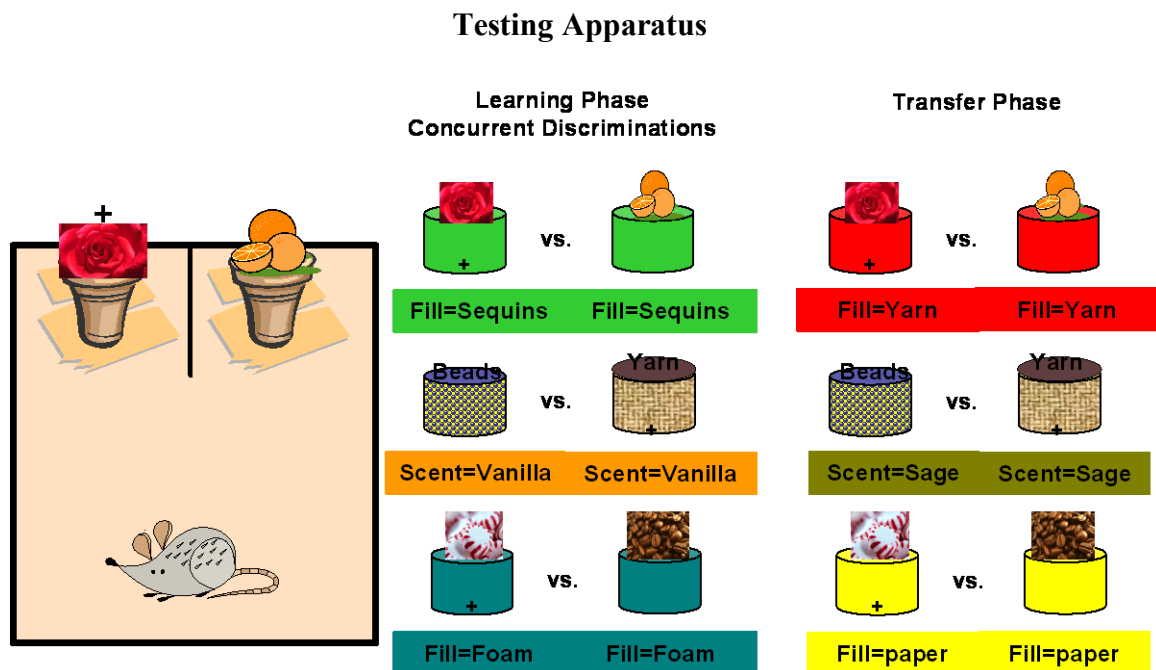 Testing Apparatus
Learning Phase
Concurrent Discriminations
Transfer Phase
+
vs.
vs.
+
+
Fill=Sequins Fill=Sequins
Fill=Yarn Fill=Yarn
Beads Yarn
Beads Yarn
vs.
vs.
+
+
Scent=Vanilla Scent=Vanilla
Scent=Sage Scent=Sage
vs.
vs.
+
+
Fill=Foam Fill=Foam
Fill=paper Fill=paper